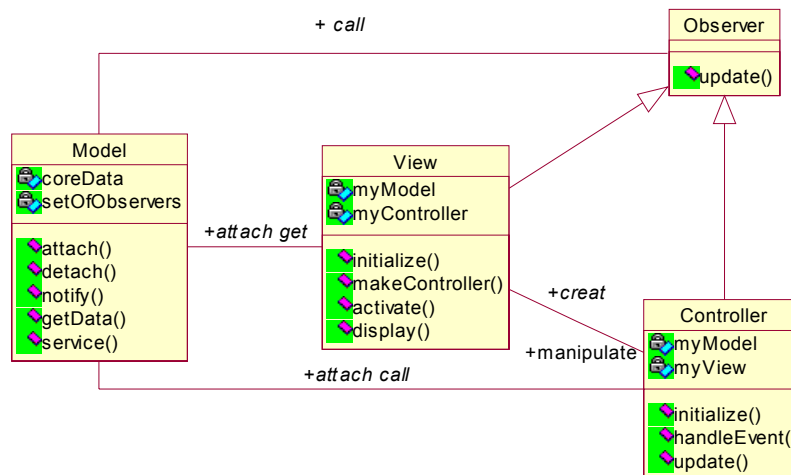 + call
Observer
update()
Model
coreData
setOfObservers
attach()
detach()
notify()
getData()
service()
+attach get
View
myModel
myController
initialize()
makeController()
activate()
display()
+creat
+manipulate
+attach call
Controller
myModel
myView
initialize()
handleEvent(
update()